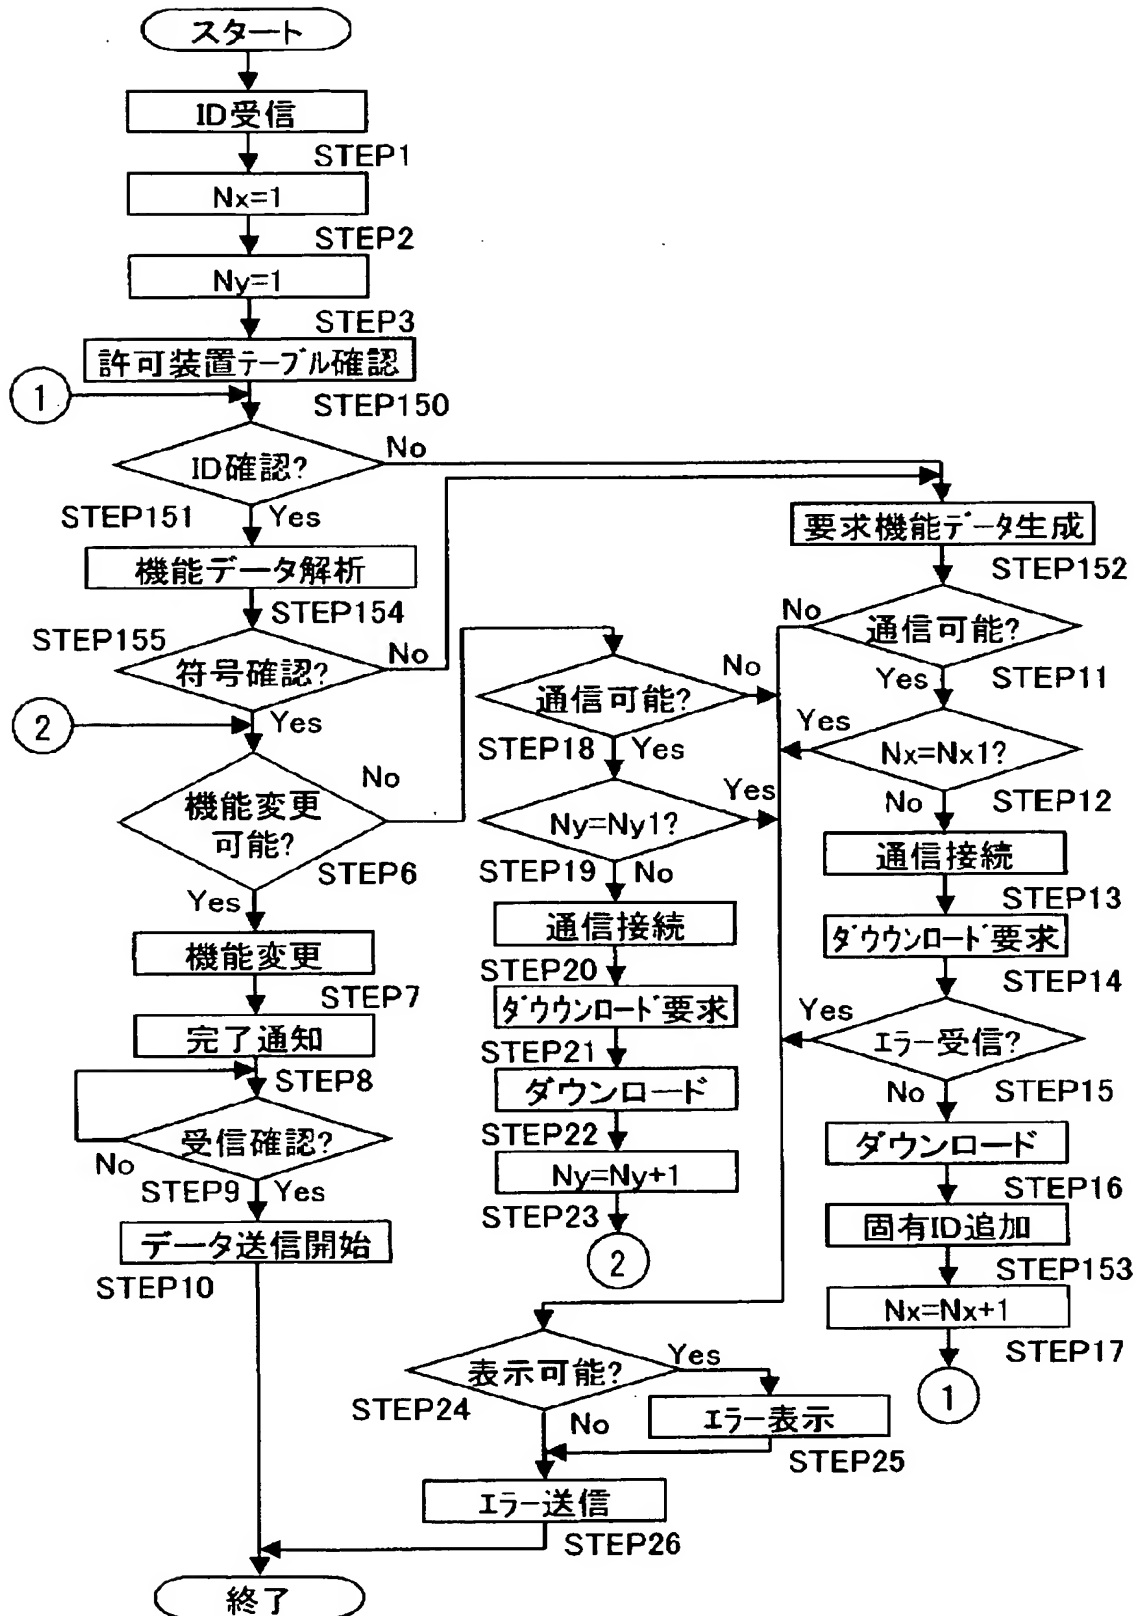 スタート
ID受信
STEP1
Nx=1
STEP2
Ny=1
STEP3
許可装置テーブル確認
1
STEP150
ID確認?
No
STEP151
Yes
機能データ解析
STEP154
STEP155
符号確認?
No
2
Yes
機能変更
可能?
No
STEP6
Yes
機能変更
STEP7
完了通知
STEP8
受信確認?
No
STEP9
Yes
データ送信開始
STEP10
通信可能?
No
STEP18
Yes
Ny=Ny1?
Yes
STEP19
No
通信接続
STEP20
ダウウンロード要求
STEP21
ダウンロード
STEP22
Ny=Ny+1
STEP23
2
要求機能データ生成
STEP152
No
通信可能?
Yes
STEP11
Yes
Nx=Nx1?
No
STEP12
通信接続
STEP13
ダウウンロード要求
STEP14
Yes
エラー受信?
No
STEP15
ダウンロード
STEP16
固有ID追加
STEP153
Nx=Nx+1
STEP17
1
表示可能?
Yes
STEP24
No
エラー表示
STEP25
エラー送信
STEP26
終了